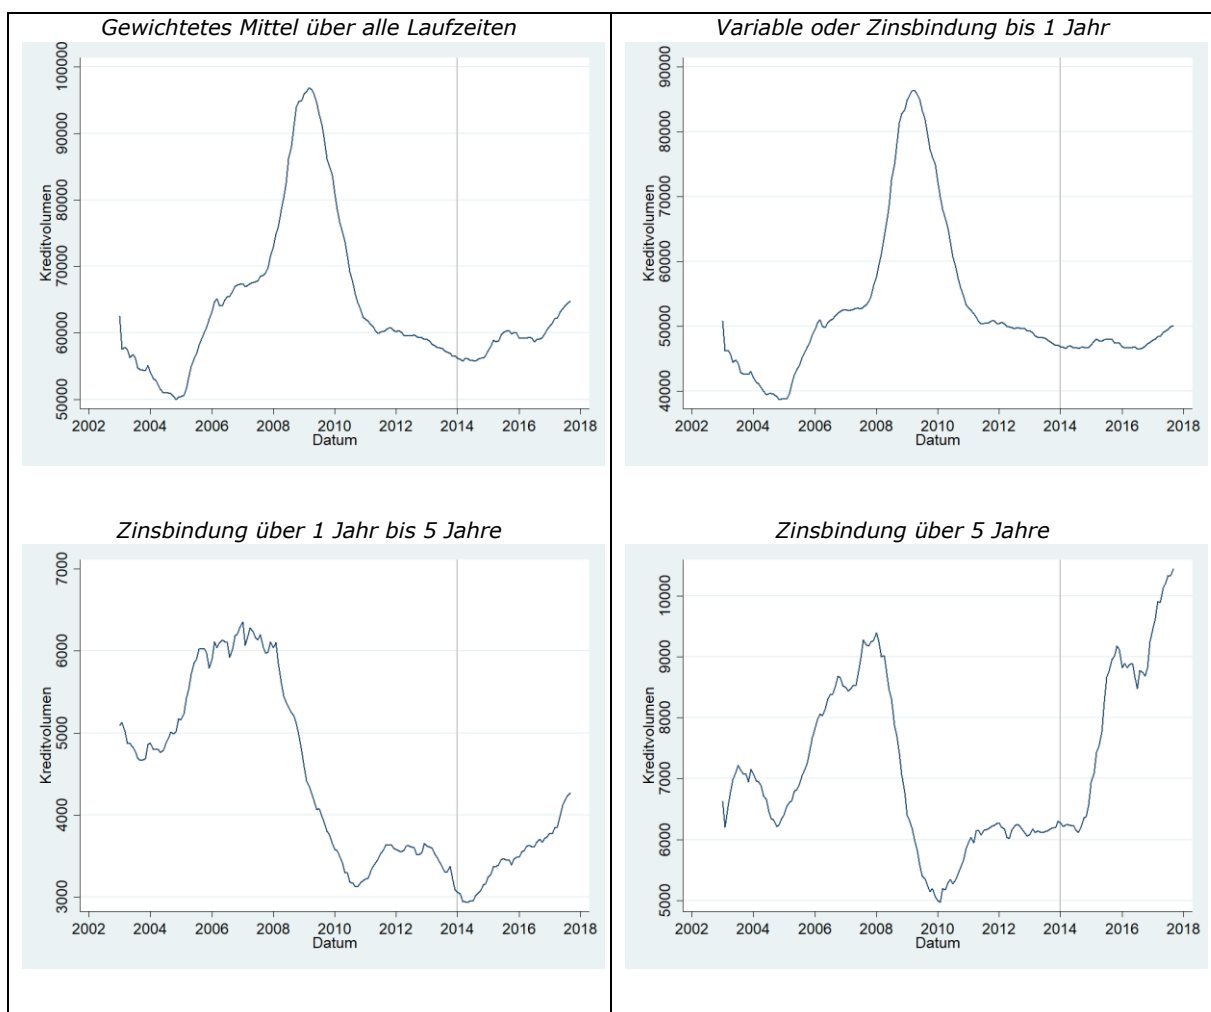 Gewichtetes Mittel über alle Laufzeiten
Kreditvolumen
100000
90000
80000
70000
60000
50000
2002 2004 2006 2008 2010 2012 2014 2016 2018
Datum
Variable oder Zinsbindung bis 1 Jahr
Kreditvolumen
90000
80000
70000
60000
50000
40000
2002 2004 2006 2008 2010 2012 2014 2016 2018
Datum
Zinsbindung über 1 Jahr bis 5 Jahre
Kreditvolumen
7000
6000
5000
4000
3000
2002 2004 2006 2008 2010 2012 2014 2016 2018
Datum
Zinsbindung über 5 Jahre
Kreditvolumen
10000
9000
8000
7000
6000
5000
2002 2004 2006 2008 2010 2012 2014 2016 2018
Datum